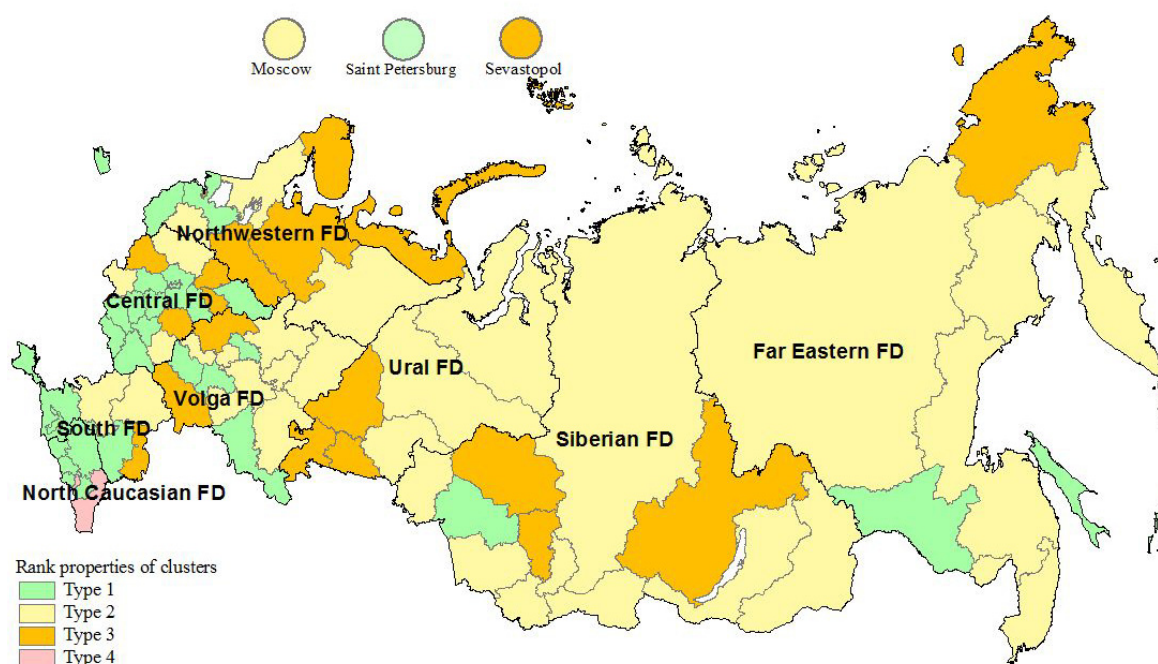 Moscow
Saint Petersburg
Sevastopol
Northwestern FD
Central FD
Ural FD
Far Eastern FD
Volga FD
South FD
Siberian FD
North Caucasian FD
Rank properties of clusters
Type 1
Type 2
Type 3
Type 4